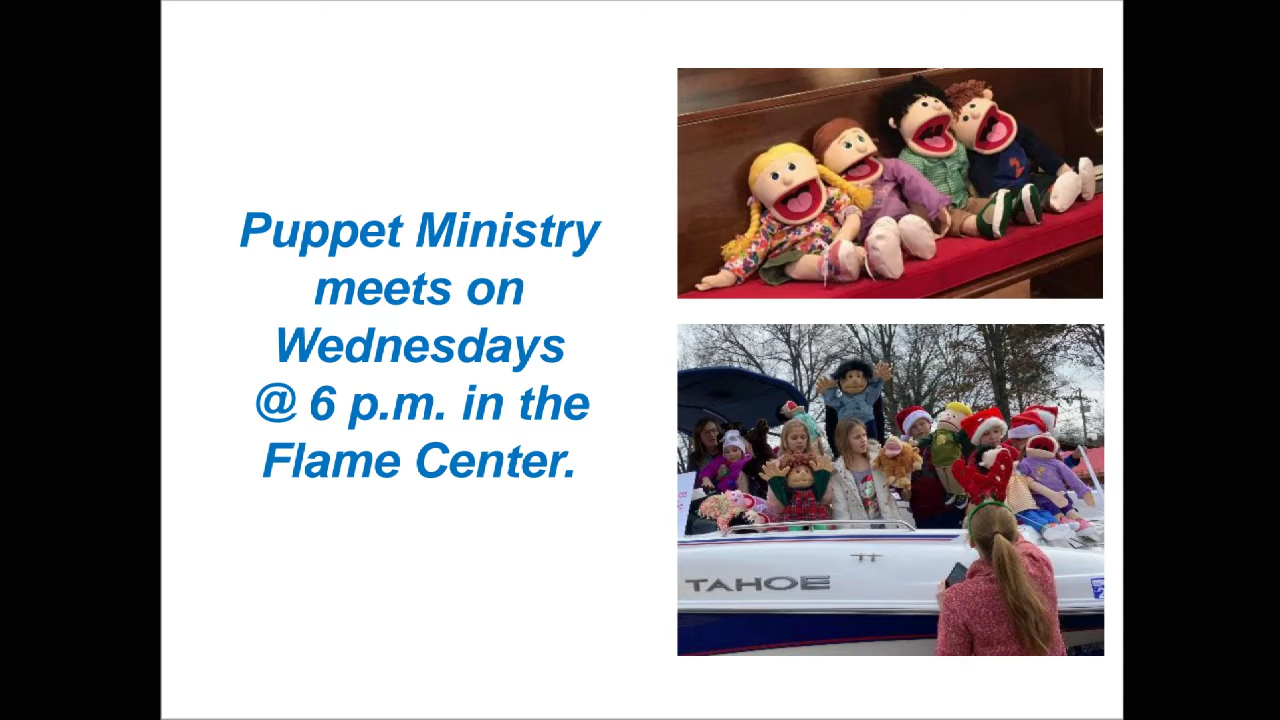 Puppet Ministry
meets on
Wednesdays
@ 6 p.m. in the
Flame Center.
TAHOE